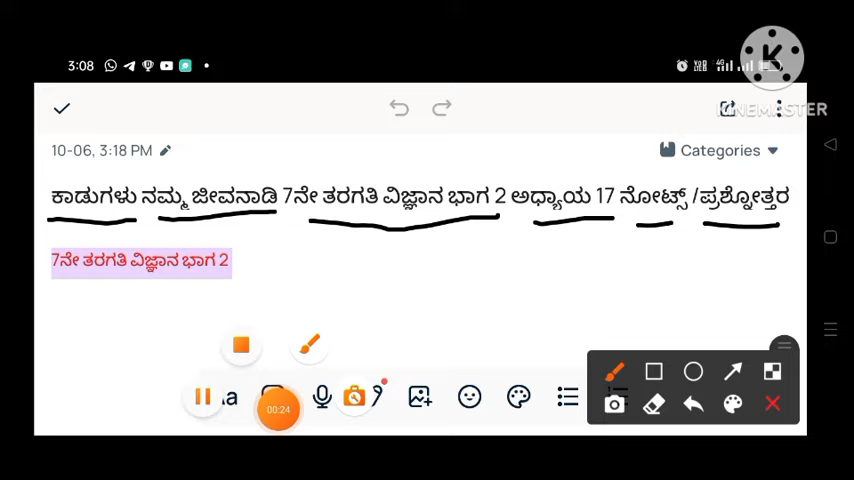 3:08
KINEMASTER
10-06, 3:18 PM
Categories
ಕಾಡುಗಳು ನಮ್ಮ ಜೀವನಾಡಿ 7ನೇ ತರಗತಿ ವಿಜ್ಞಾನ ಭಾಗ 2 ಅಧ್ಯಾಯ 17 ನೋಟ್ಸ್ /ಪ್ರಶ್ನೋತ್ತರ
7ನೇ ತರಗತಿ ವಿಜ್ಞಾನ ಭಾಗ 2
00:24